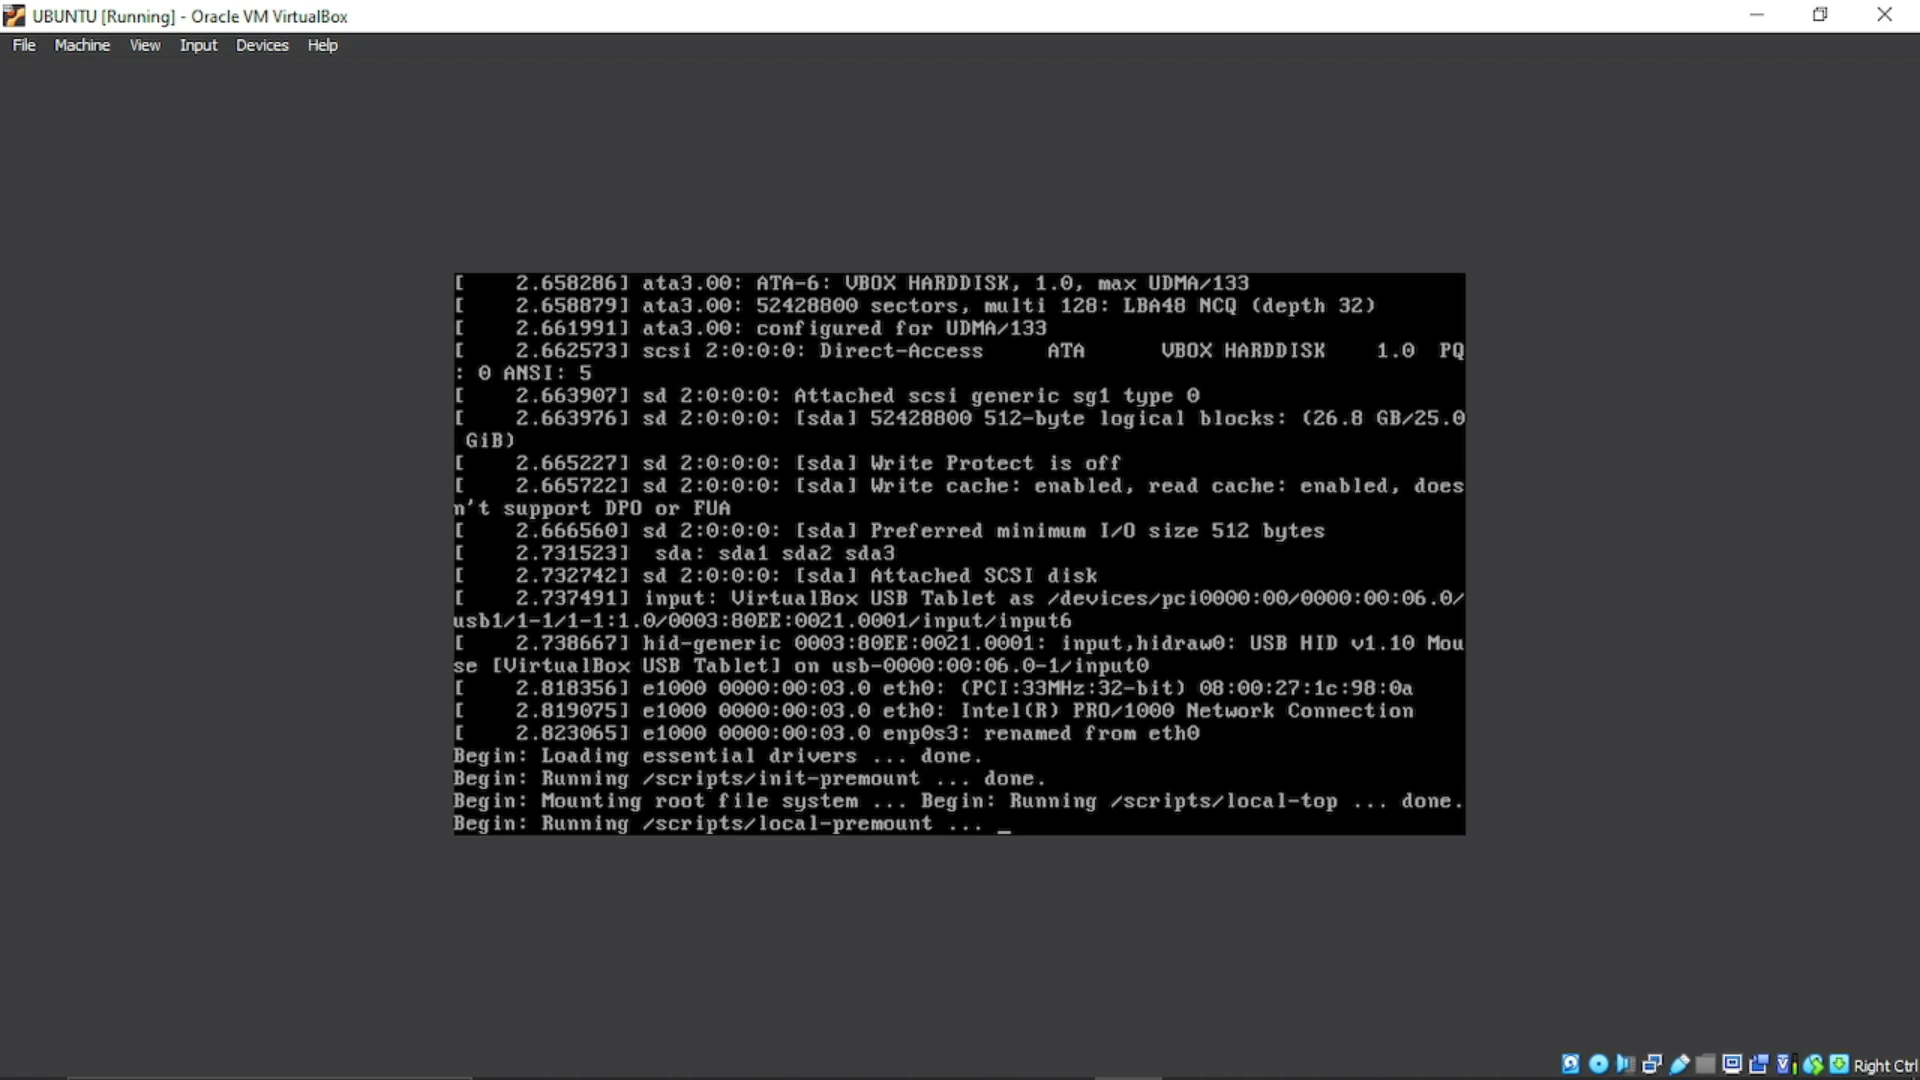 UBUNTU [Running] - Oracle VM VirtualBox
File Machine View Input Devices Help
[    2.658286] ata3.00: ATA-6: VBOX HARDDISK, 1.0, max UDMA/133
[    2.658879] ata3.00: 52428800 sectors, multi 128: LBA48 NCQ (depth 32)
[    2.661991] ata3.00: configured for UDMA/133
[    2.662573] scsi 2:0:0:0: Direct-Access     ATA      VBOX HARDDISK    1.0  PQ
: 0 ANSI: 5
[    2.663907] sd 2:0:0:0: Attached scsi generic sg1 type 0
[    2.663976] sd 2:0:0:0: [sda] 52428800 512-byte logical blocks: (26.8 GB/25.0
 GiB)
[    2.665227] sd 2:0:0:0: [sda] Write Protect is off
[    2.665722] sd 2:0:0:0: [sda] Write cache: enabled, read cache: enabled, does
n't support DPO or FUA
[    2.666560] sd 2:0:0:0: [sda] Preferred minimum I/O size 512 bytes
[    2.731523]  sda: sda1 sda2 sda3
[    2.732742] sd 2:0:0:0: [sda] Attached SCSI disk
[    2.737491] input: VirtualBox USB Tablet as /devices/pci0000:00/0000:00:06.0/
usb1/1-1/1-1:1.0/0003:80EE:0021.0001/input/input6
[    2.738667] hid-generic 0003:80EE:0021.0001: input,hidraw0: USB HID v1.10 Mou
se [VirtualBox USB Tablet] on usb-0000:00:06.0-1/input0
[    2.818356] e1000 0000:00:03.0 eth0: (PCI:33MHz:32-bit) 08:00:27:1c:98:0a
[    2.819075] e1000 0000:00:03.0 eth0: Intel(R) PRO/1000 Network Connection
[    2.823065] e1000 0000:00:03.0 enp0s3: renamed from eth0
Begin: Loading essential drivers ... done.
Begin: Running /scripts/init-premount ... done.
Begin: Mounting root file system ... Begin: Running /scripts/local-top ... done.
Begin: Running /scripts/local-premount ... _
Right Ctrl